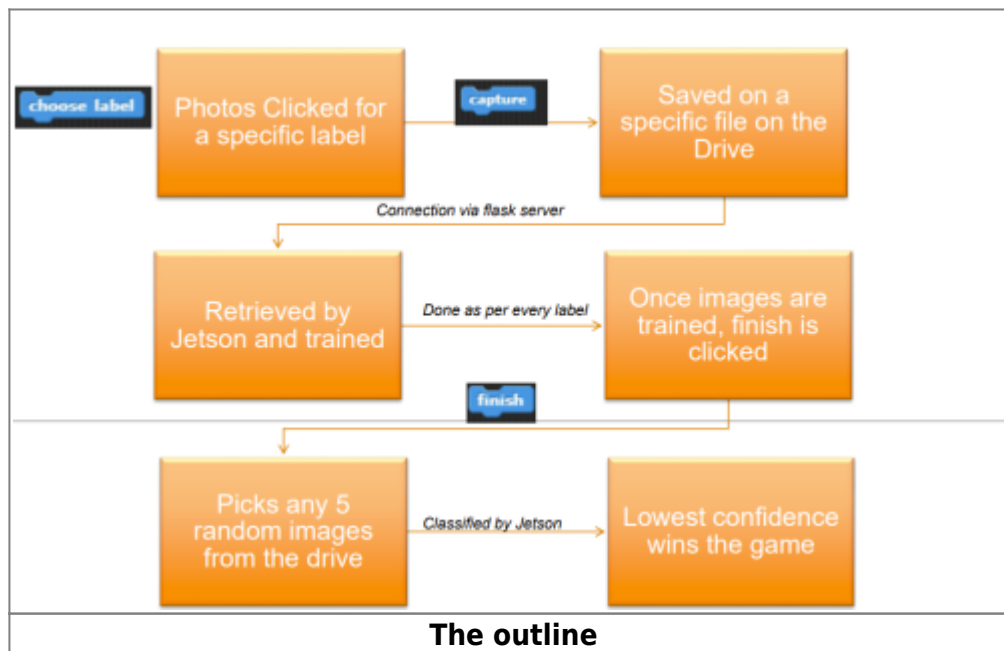 choose label
Photos Clicked for
a specific label
capture
Saved on a
specific file on the
Drive
Connection via flask server
Retrieved by
Jetson and trained
Done as per every label
Once images are
trained, finish is
clicked
finish
Picks any 5
random images
from the drive
Classified by Jetson
Lowest confidence
wins the game
The outline